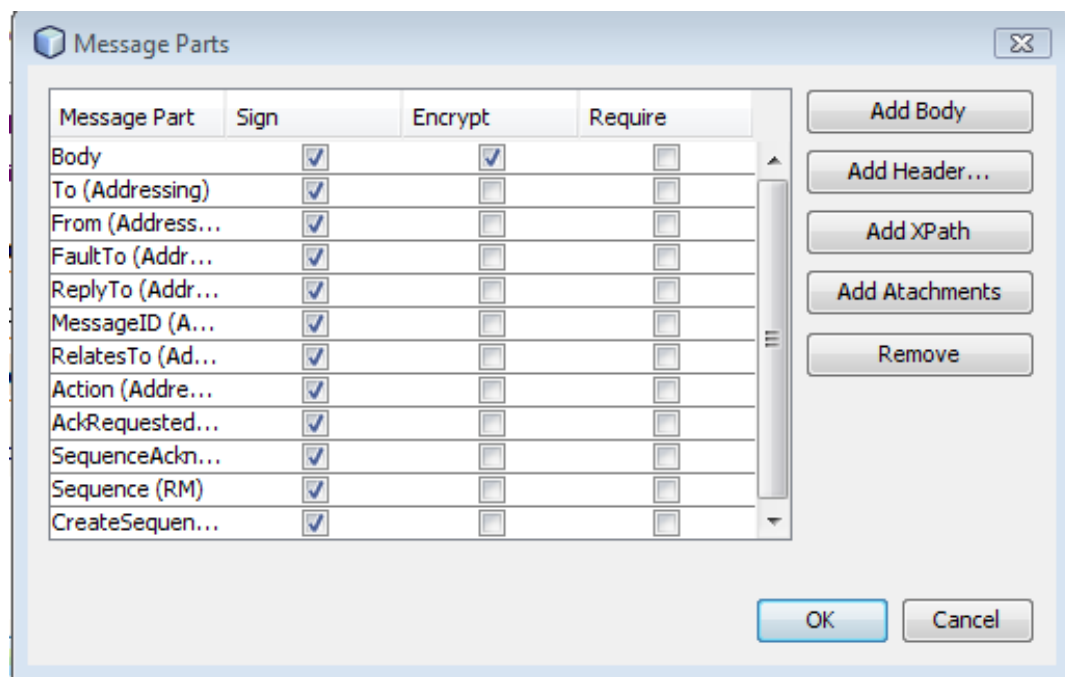 Message Parts
Message Part Sign Encrypt Require
Body
To (Addressing)
From (Address...
FaultTo (Addr...
ReplyTo (Addr...
MessageID (A...
RelatesTo (Ad...
Action (Addre...
AckRequested...
SequenceAckn...
Sequence (RM)
CreateSequen...
Add Body
Add Header...
Add XPath
Add Atachments
Remove
OK Cancel